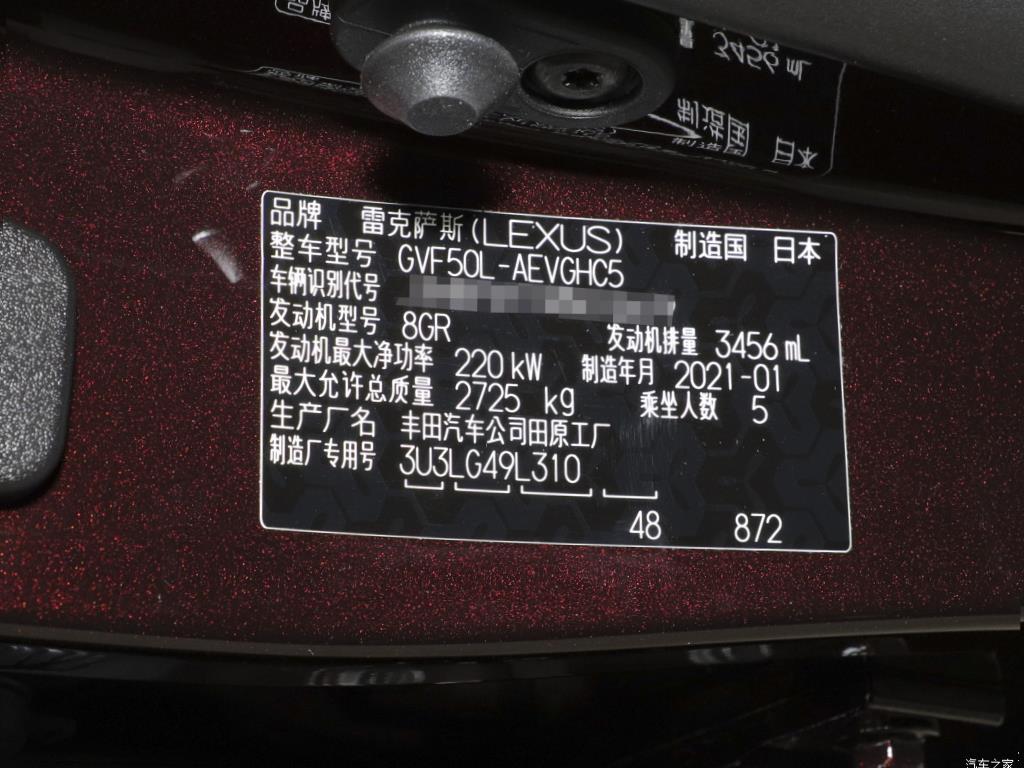 品牌 雷克萨斯(LEXUS) 制造国 日本
整车型号 GVF50L-AEVGHC5
车辆识别代号
发动机型号 8GR 发动机排量 3456 mL
发动机最大净功率 220 kW 制造年月 2021-01
最大允许总质量 2725 kg 乘坐人数 5
生产厂名 丰田汽车公司田原工厂
制造厂专用号 3U3LG49L310
48 872
汽车之家